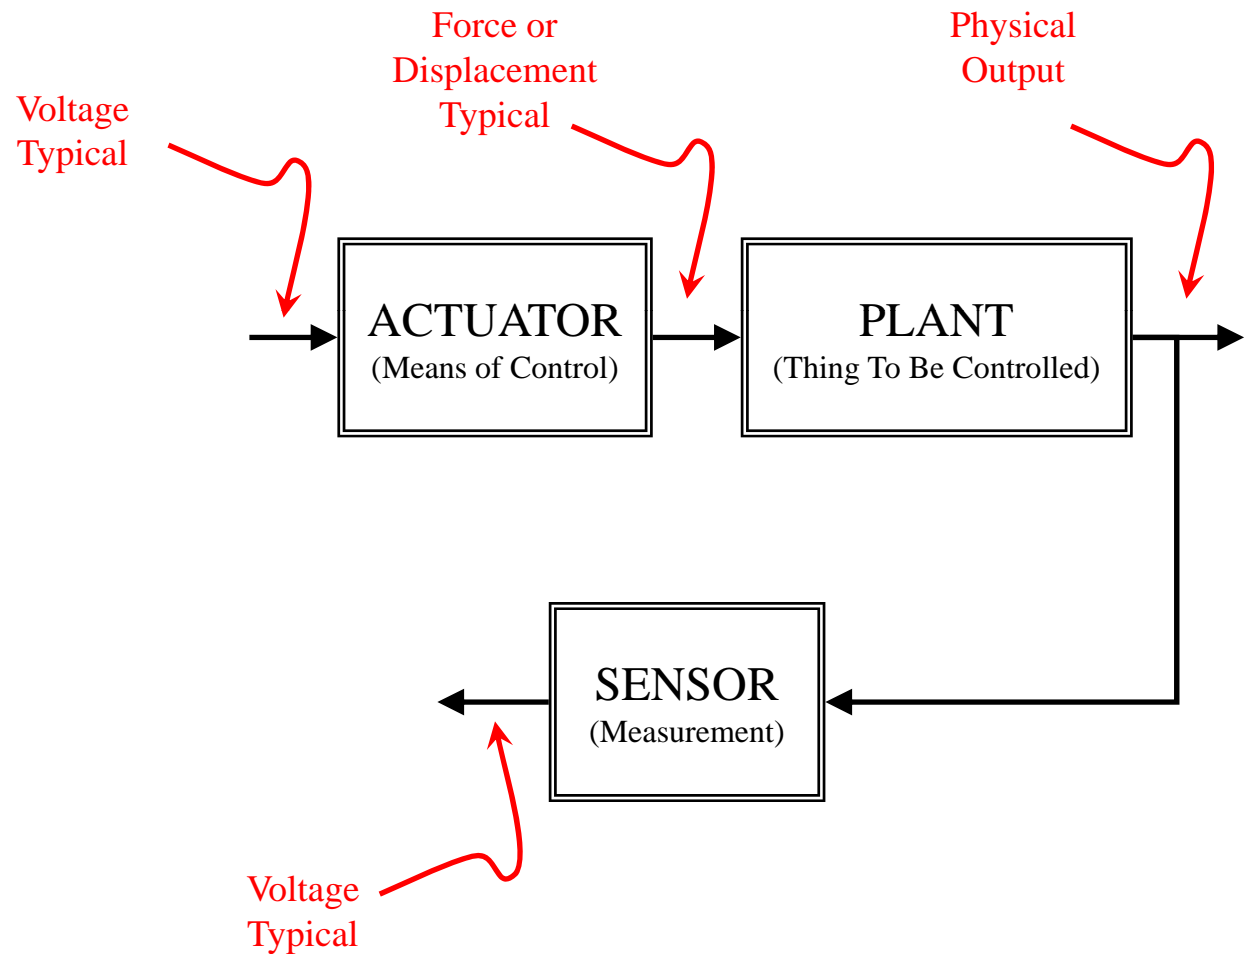 Force or
Displacement
Typical
Physical
Output
Voltage
Typical
ACTUATOR
(Means of Control)
PLANT
(Thing To Be Controlled)
SENSOR
(Measurement)
Voltage
Typical